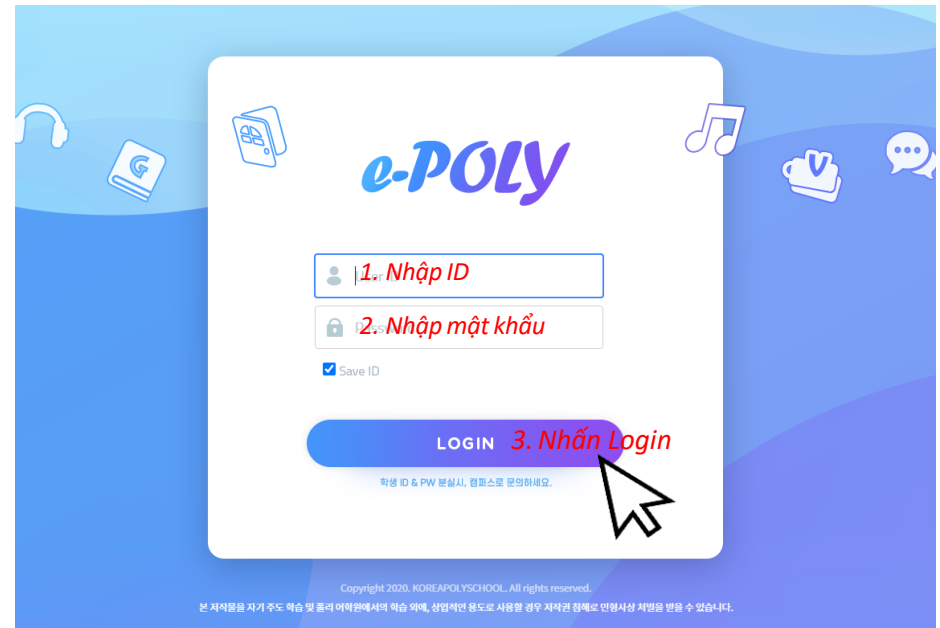 G
e-POLY
V
1. Nhập ID
2. Nhập mật khẩu
Save ID
LOGIN 3. Nhấn Login
학생 ID & PW 분실시, 캠퍼스로 문의하세요.
Copyright 2020. KOREAPOLYSCHOOL. All rights reserved.
본 저작물을 자기 주도 학습 및 폴리 어학원에서의 학습 외에, 상업적인 용도로 사용할 경우 저작권 침해로 민형사상 처벌을 받을 수 있습니다.